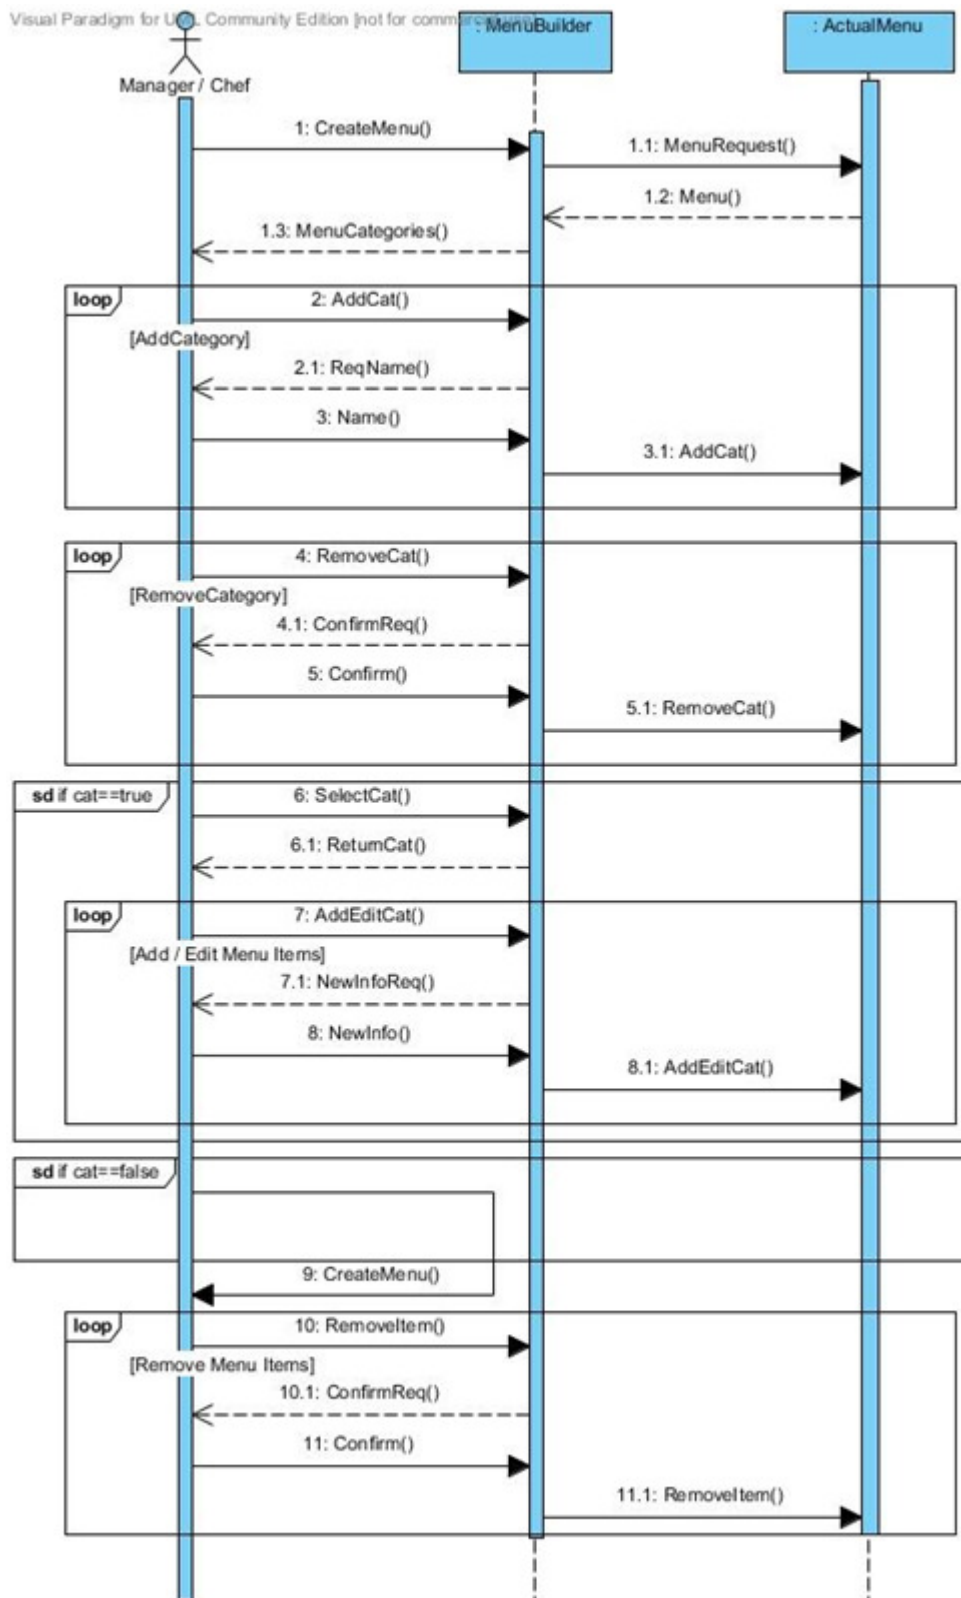 Visual Paradigm for UML Community Edition [not for commercial use]
: MenuBuilder
: ActualMenu
Manager / Chef
1: CreateMenu()
1.1: MenuRequest()
1.2: Menu()
1.3: MenuCategories()
loop
2: AddCat()
[AddCategory]
2.1: ReqName()
3: Name()
3.1: AddCat()
loop
4: RemoveCat()
[RemoveCategory]
4.1: ConfirmReq()
5: Confirm()
5.1: RemoveCat()
sd if cat==true
6: SelectCat()
6.1: ReturnCat()
loop
7: AddEditCat()
[Add / Edit Menu Items]
7.1: NewInfoReq()
8: NewInfo()
8.1: AddEditCat()
sd if cat==false
9: CreateMenu()
loop
10: RemoveItem()
[Remove Menu Items]
10.1: ConfirmReq()
11: Confirm()
11.1: RemoveItem()